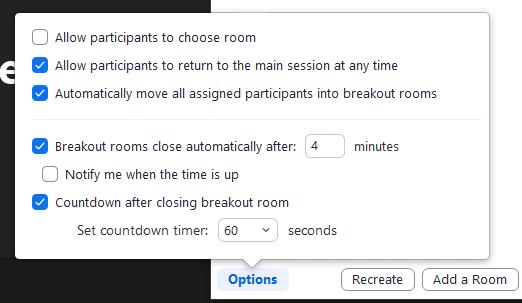 Allow participants to choose room
Allow participants to return to the main session at any time
Automatically move all assigned participants into breakout rooms
Breakout rooms close automatically after: 4 minutes
Notify me when the time is up
Countdown after closing breakout room
Set countdown timer: 60 seconds
Options Recreate Add a Room